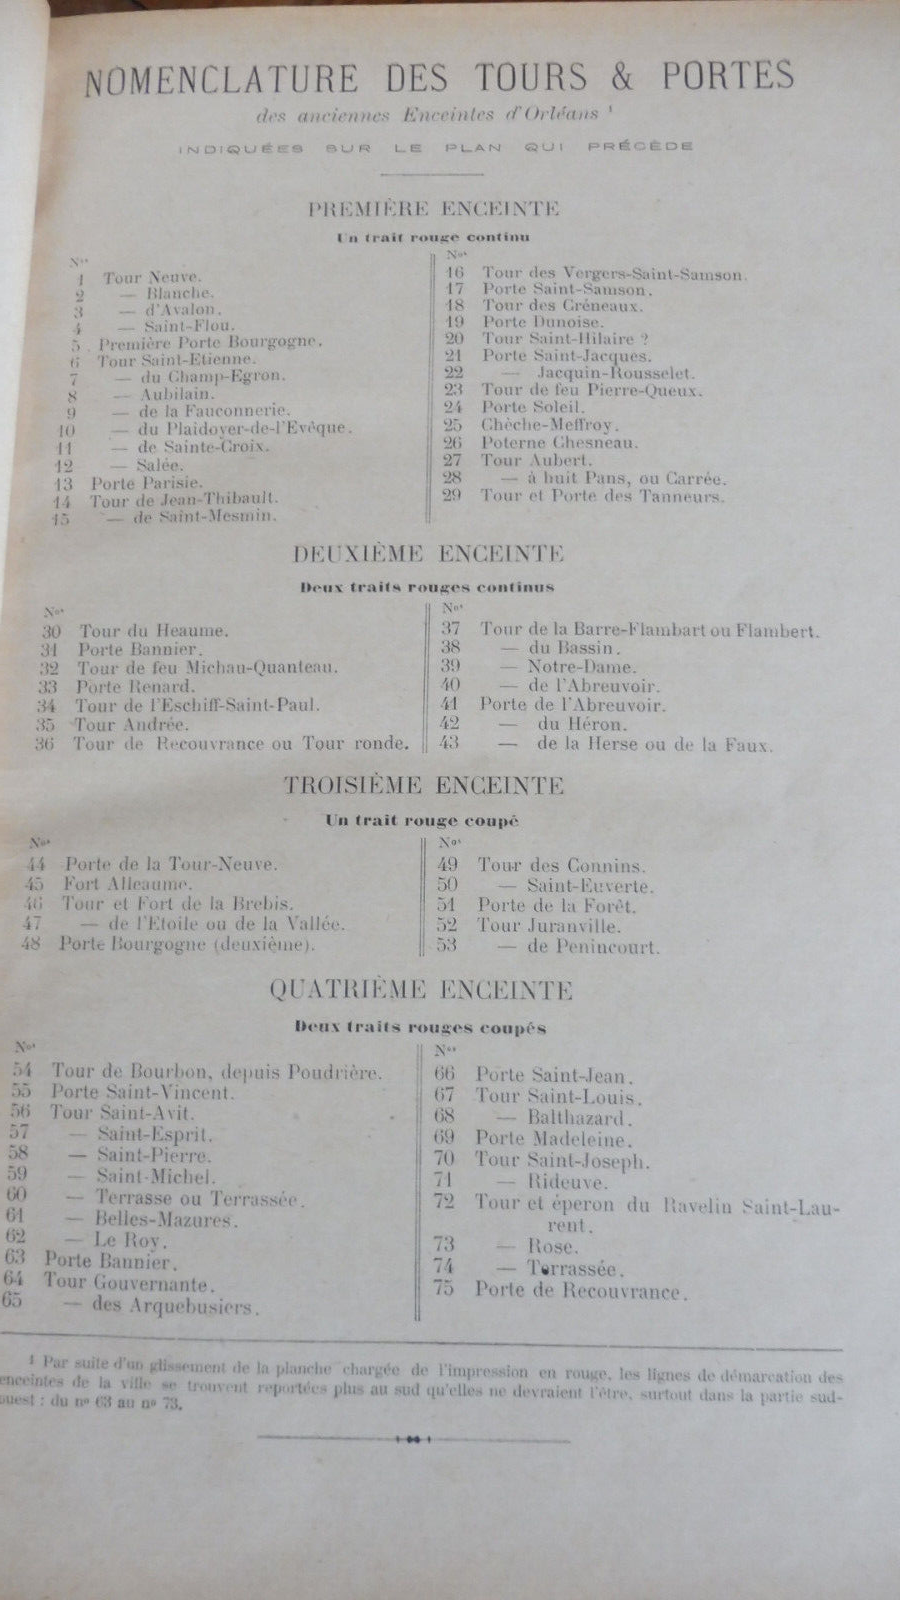 NOMENCLATURE DES TOURS & PORTES
des anciennes Enceintes d'Orléans ¹
INDIQUÉES SUR LE PLAN QUI PRÉCÈDE
PREMIÈRE ENCEINTE
Un trait rouge continu
Nos
1 Tour Neuve.
2 — Blanche.
3 — d'Avalon.
4 — Saint-Flou.
5 Première Porte Bourgogne.
6 Tour Saint-Etienne.
7 — du Champ-Egron.
8 — Aubilain.
9 — de la Fauconnerie.
10 — du Plaidoyer-de-l'Evêque.
11 — de Sainte-Croix.
12 — Salée.
13 Porte Parisie.
14 Tour de Jean-Thibault.
15 — de Saint-Mesmin.
Nos
16 Tour des Vergers-Saint-Samson.
17 Porte Saint-Samson.
18 Tour des Créneaux.
19 Porte Dunoise.
20 Tour Saint-Hilaire ?
21 Porte Saint-Jacques.
22 — Jacquin-Rousselet.
23 Tour de feu Pierre-Queux.
24 Porte Soleil.
25 Chèche-Meffroy.
26 Poterne Chesneau.
27 Tour Aubert.
28 — à huit Pans, ou Carrée.
29 Tour et Porte des Tanneurs.
DEUXIÈME ENCEINTE
Deux traits rouges continus
Nos
30 Tour du Heaume.
31 Porte Bannier.
32 Tour de feu Michau-Quanteau.
33 Porte Renard.
34 Tour de l'Eschiff-Saint-Paul.
35 Tour Andrée.
36 Tour de Recouvrance ou Tour ronde.
Nos
37 Tour de la Barre-Flambart ou Flambert.
38 — du Bassin.
39 — Notre-Dame.
40 — de l'Abreuvoir.
41 Porte de l'Abreuvoir.
42 — du Héron.
43 — de la Herse ou de la Faux.
TROISIÈME ENCEINTE
Un trait rouge coupé
Nos
44 Porte de la Tour-Neuve.
45 Fort Alleaume.
46 Tour et Fort de la Brebis.
47 — de l'Etoile ou de la Vallée.
48 Porte Bourgogne (deuxième).
Nos
49 Tour des Connins.
50 — Saint-Euverte.
51 Porte de la Forêt.
52 Tour Juranville.
53 — de Penincourt.
QUATRIÈME ENCEINTE
Deux traits rouges coupés
Nos
54 Tour de Bourbon, depuis Poudrière.
55 Porte Saint-Vincent.
56 Tour Saint-Avit.
57 — Saint-Esprit.
58 — Saint-Pierre.
59 — Saint-Michel.
60 — Terrasse ou Terrassée.
61 — Belles-Mazures.
62 — Le Roy.
63 Porte Bannier.
64 Tour Gouvernante.
65 — des Arquebusiers.
Nos
66 Porte Saint-Jean.
67 Tour Saint-Louis.
68 — Balthazard.
69 Porte Madeleine.
70 Tour Saint-Joseph.
71 — Rideuve.
72 Tour et éperon du Ravelin Saint-Lau-
rent.
73 — Rose.
74 — Terrassée.
75 Porte de Recouvrance.
¹ Par suite d'un glissement de la planche chargée de l'impression en rouge, les lignes de démarcation des
enceintes de la ville se trouvent reportées plus au sud qu'elles ne devraient l'être, surtout dans la partie sud-
ouest : du nº 63 au nº 73.